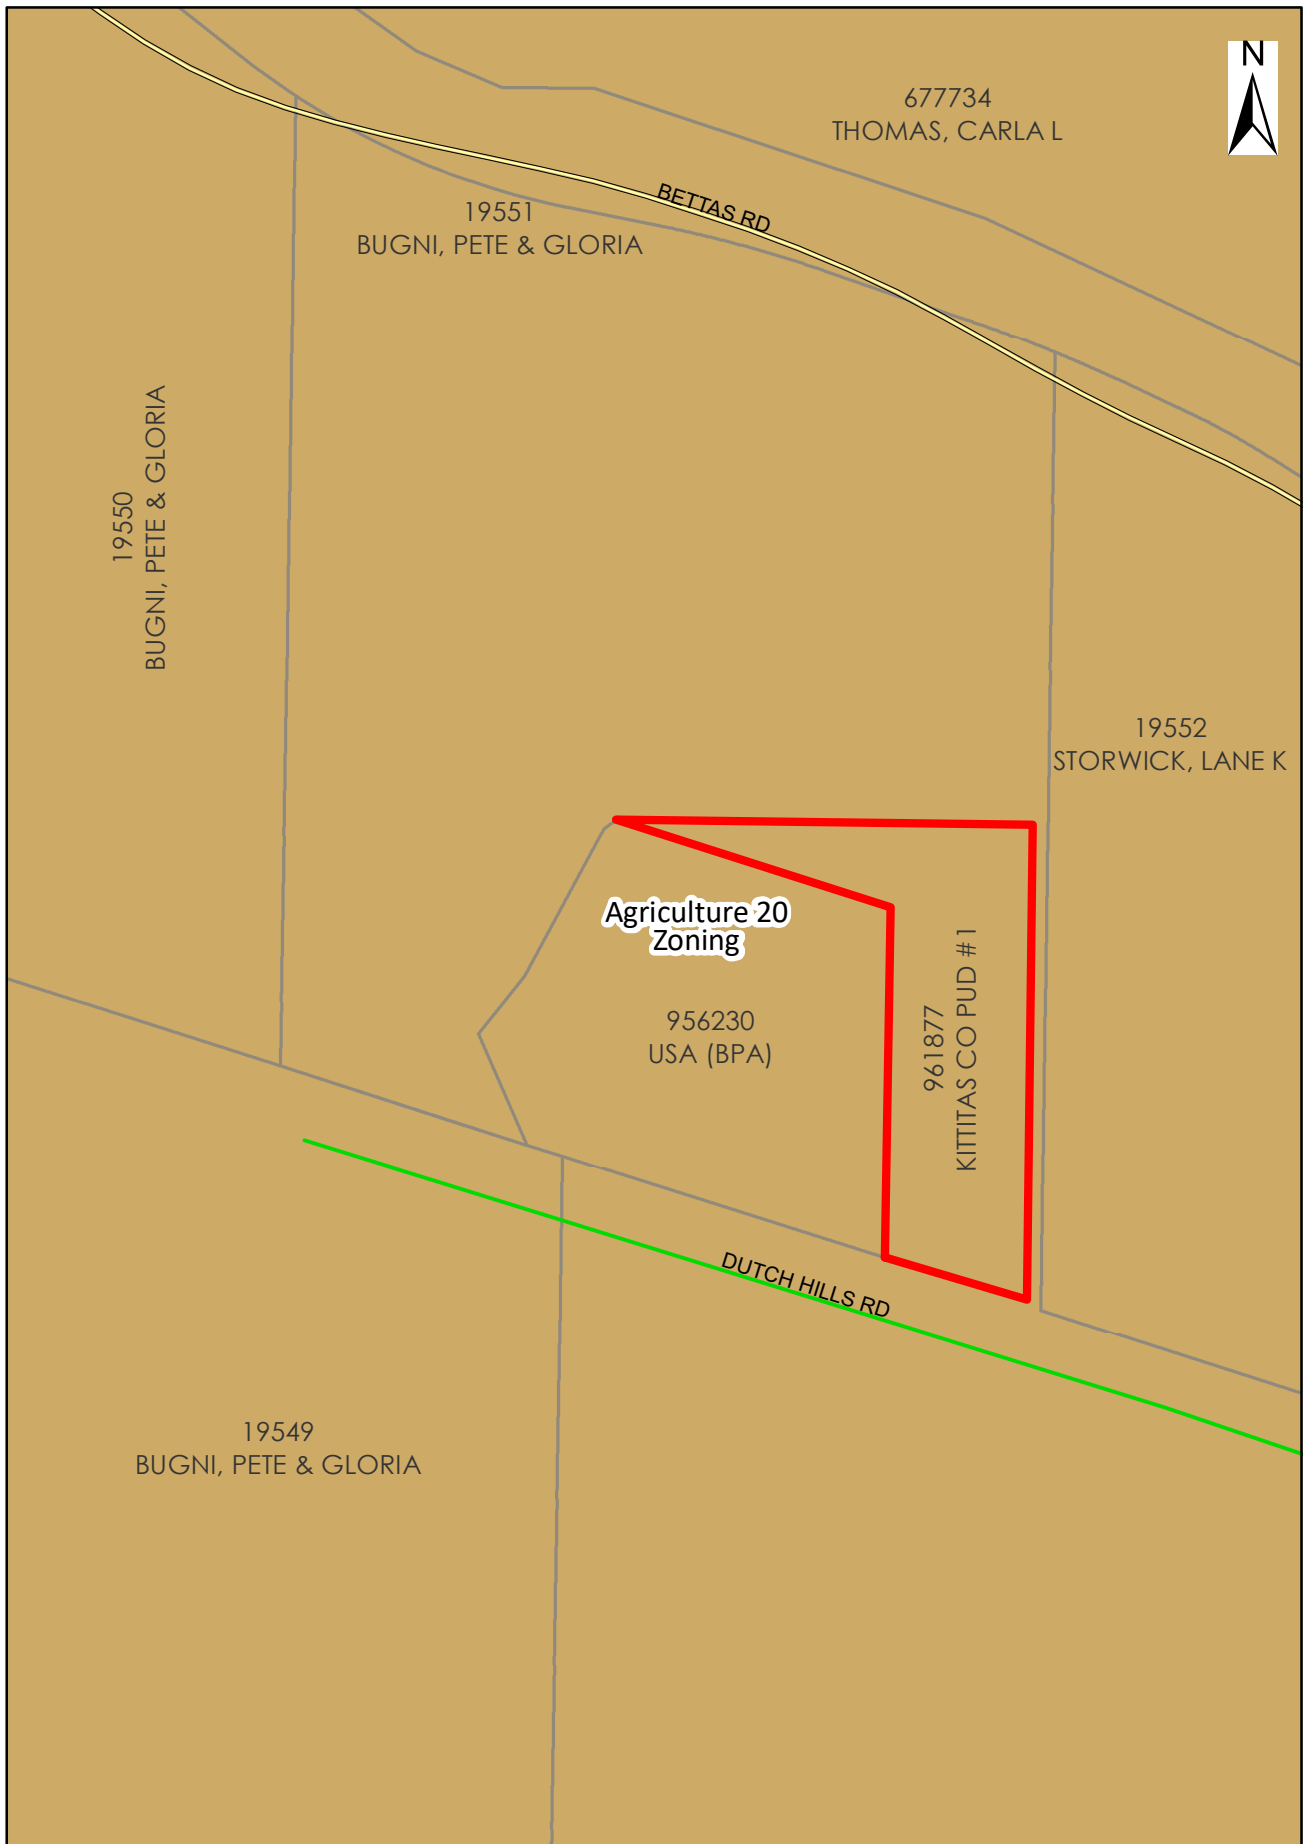 N
677734
THOMAS, CARLA L
BETTAS RD
19551
BUGNI, PETE & GLORIA
19550
BUGNI, PETE & GLORIA
19552
STORWICK, LANE K
Agriculture 20
Zoning
956230
USA (BPA)
961877
KITTITAS CO PUD #1
DUTCH HILLS RD
19549
BUGNI, PETE & GLORIA